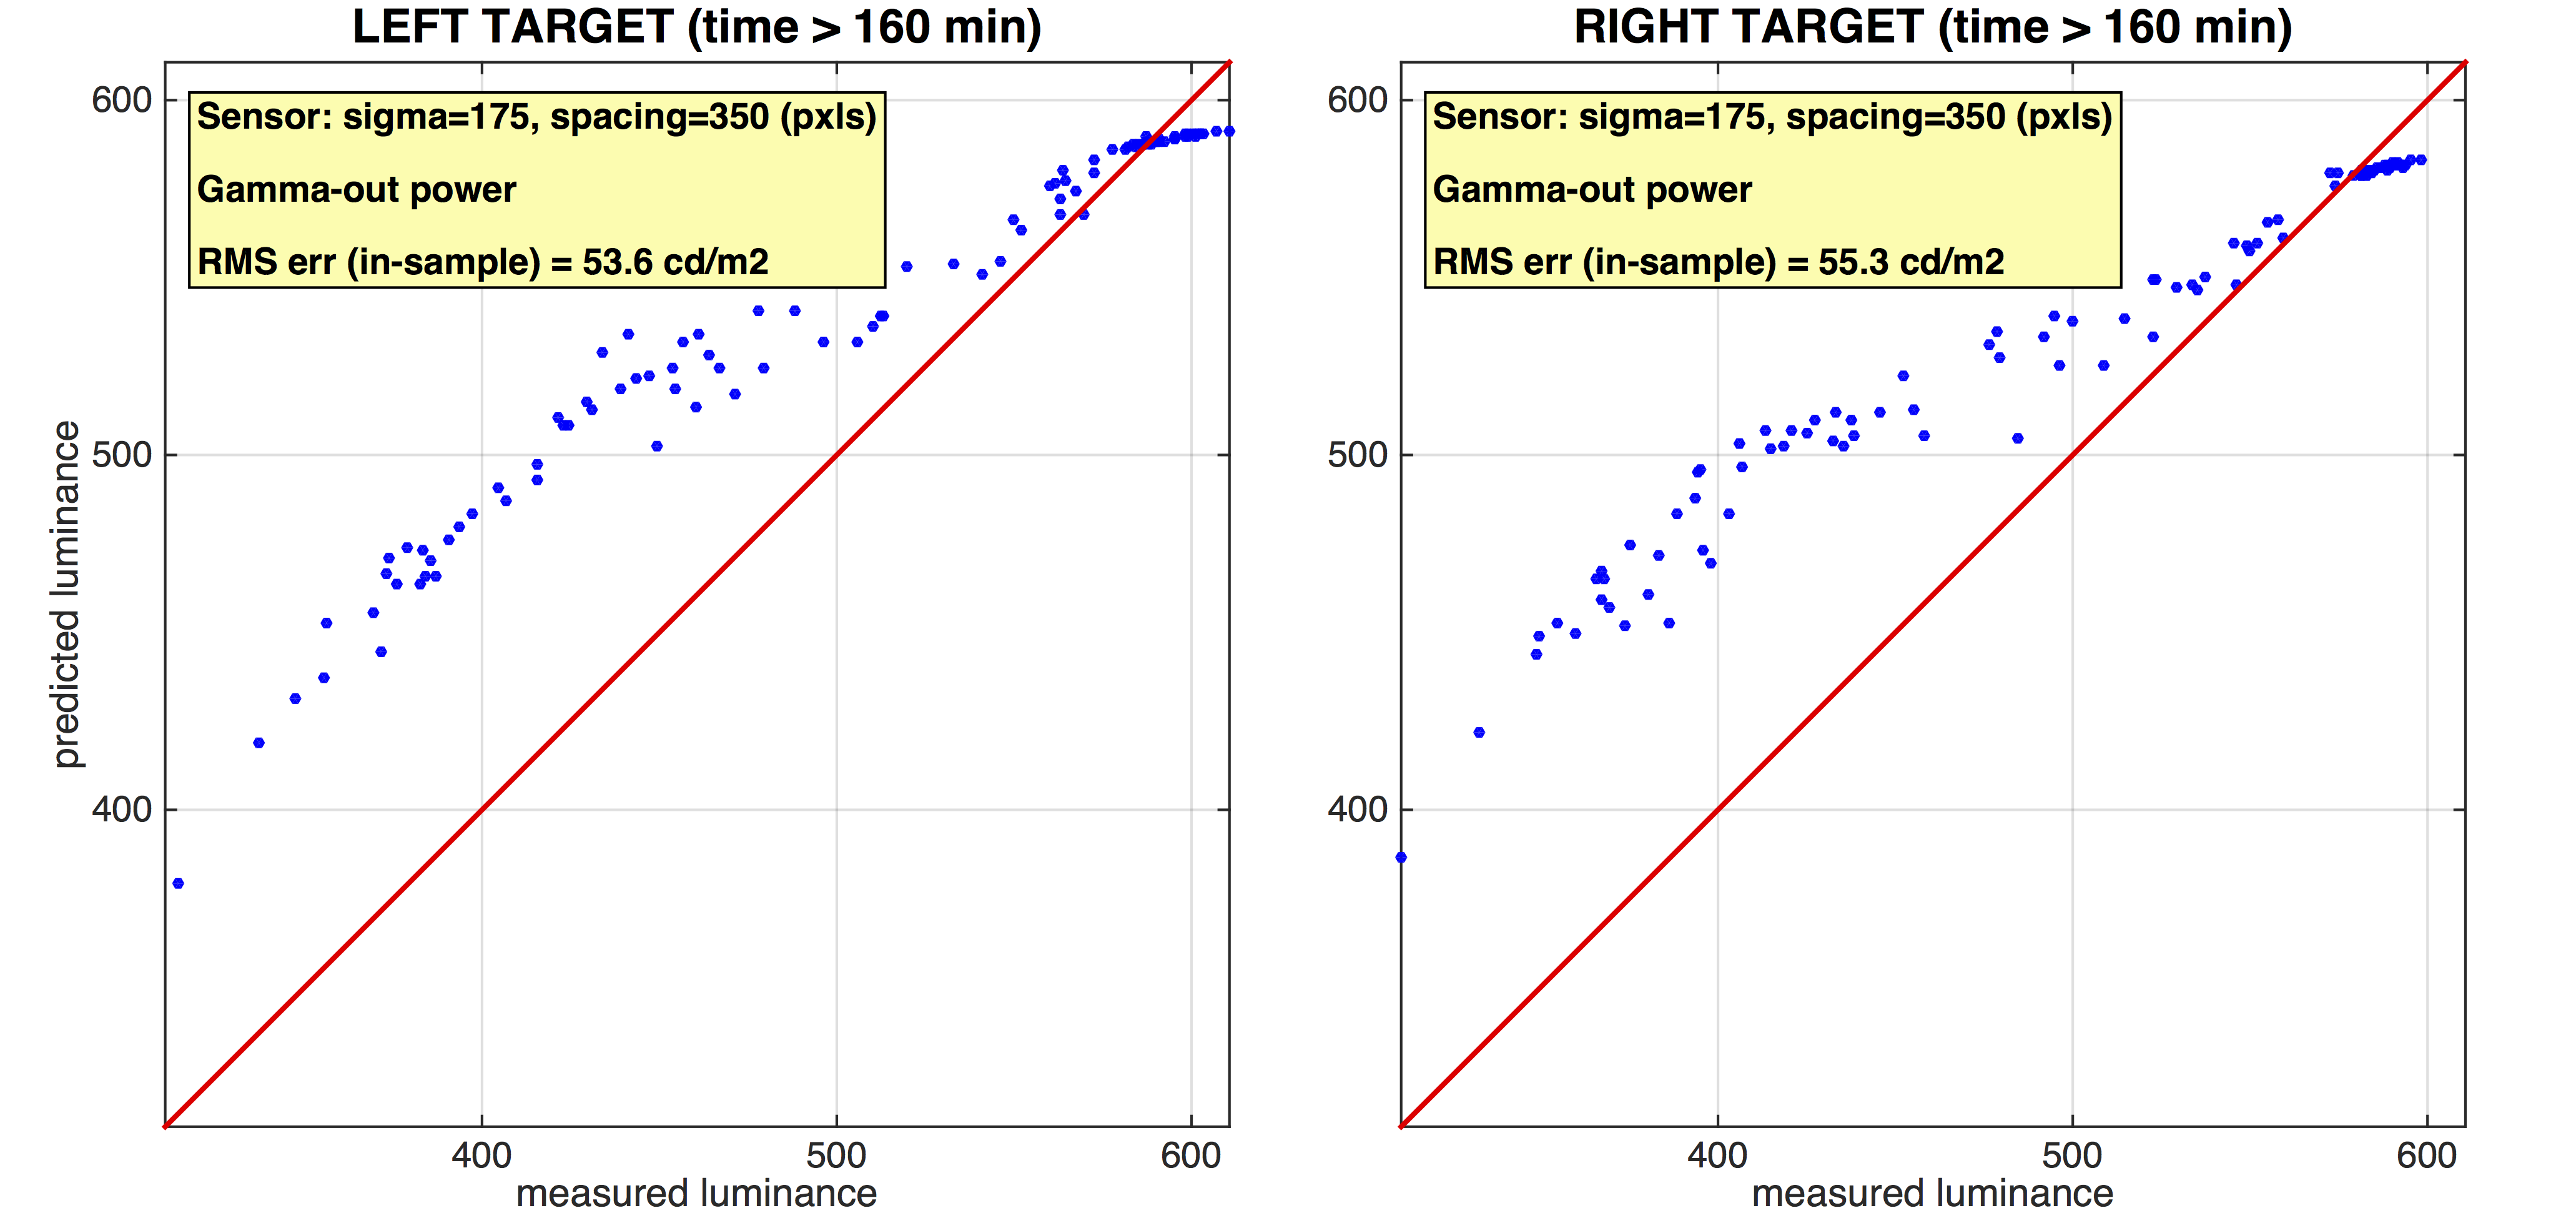 LEFT TARGET (time > 160 min)
600
500
400
predicted luminance
Sensor: sigma=175, spacing=350 (pxls)
Gamma-out power
RMS err (in-sample) = 53.6 cd/m2
400
500
600
measured luminance
RIGHT TARGET (time > 160 min)
600
500
400
Sensor: sigma=175, spacing=350 (pxls)
Gamma-out power
RMS err (in-sample) = 55.3 cd/m2
400
500
600
measured luminance